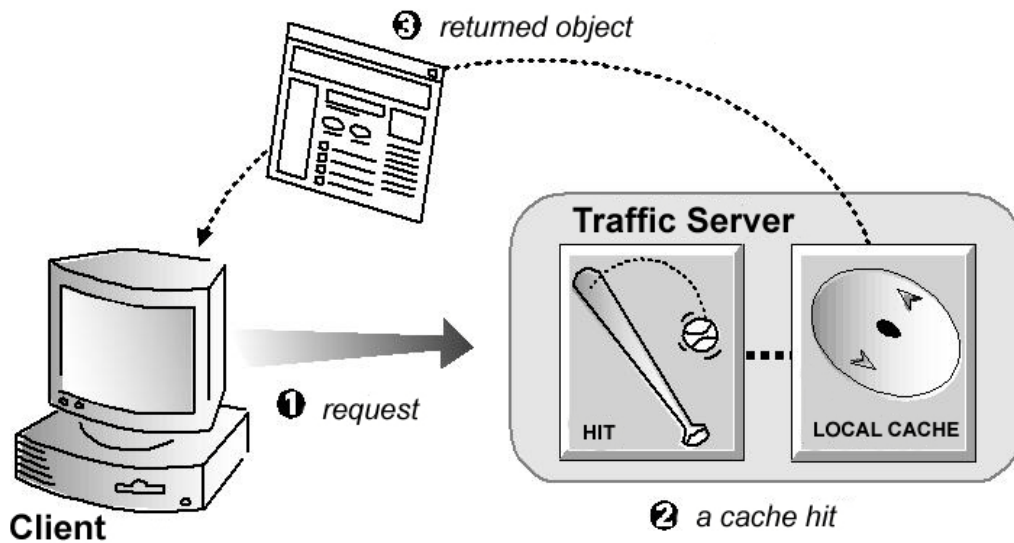 3 returned object
Traffic Server
1 request
HIT
LOCAL CACHE
2 a cache hit
Client